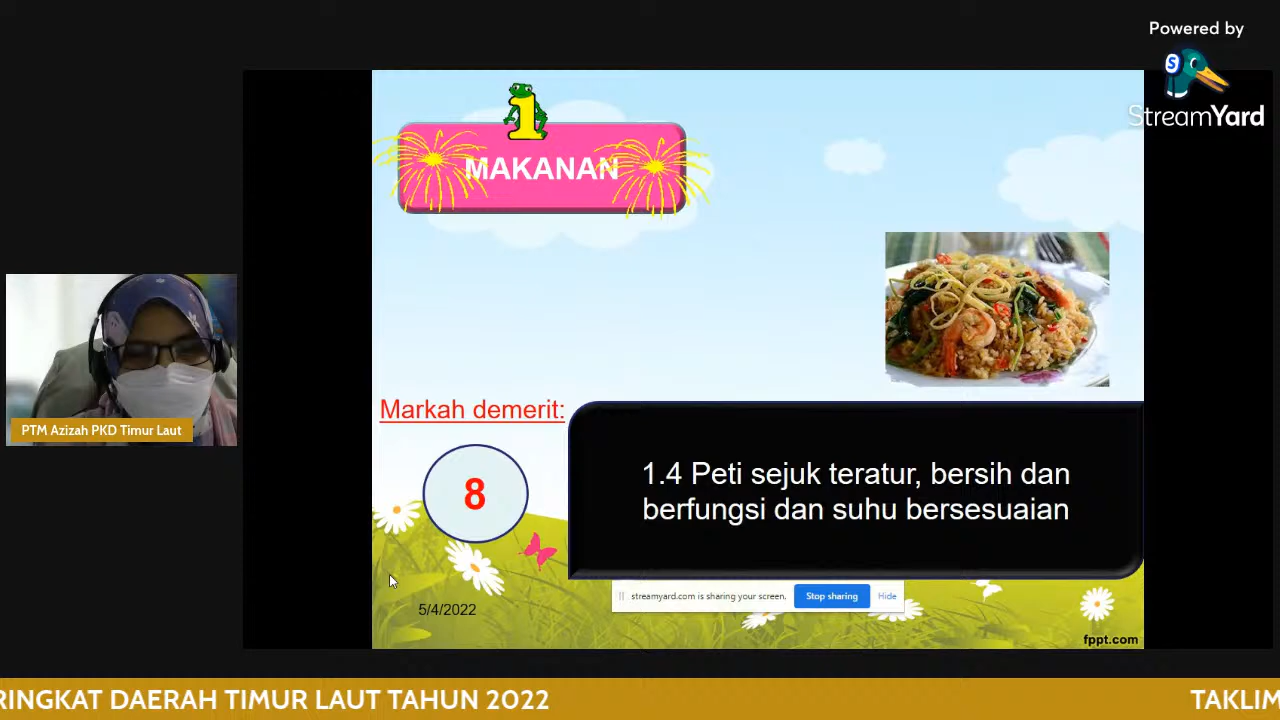 Powered by
StreamYard
1
MAKANAN
Markah demerit:
8
1.4 Peti sejuk teratur, bersih dan
berfungsi dan suhu bersesuaian
PTM Azizah PKD Timur Laut
streamyard.com is sharing your screen.
Stop sharing
Hide
5/4/2022
fppt.com
RINGKAT DAERAH TIMUR LAUT TAHUN 2022
TAKLIM